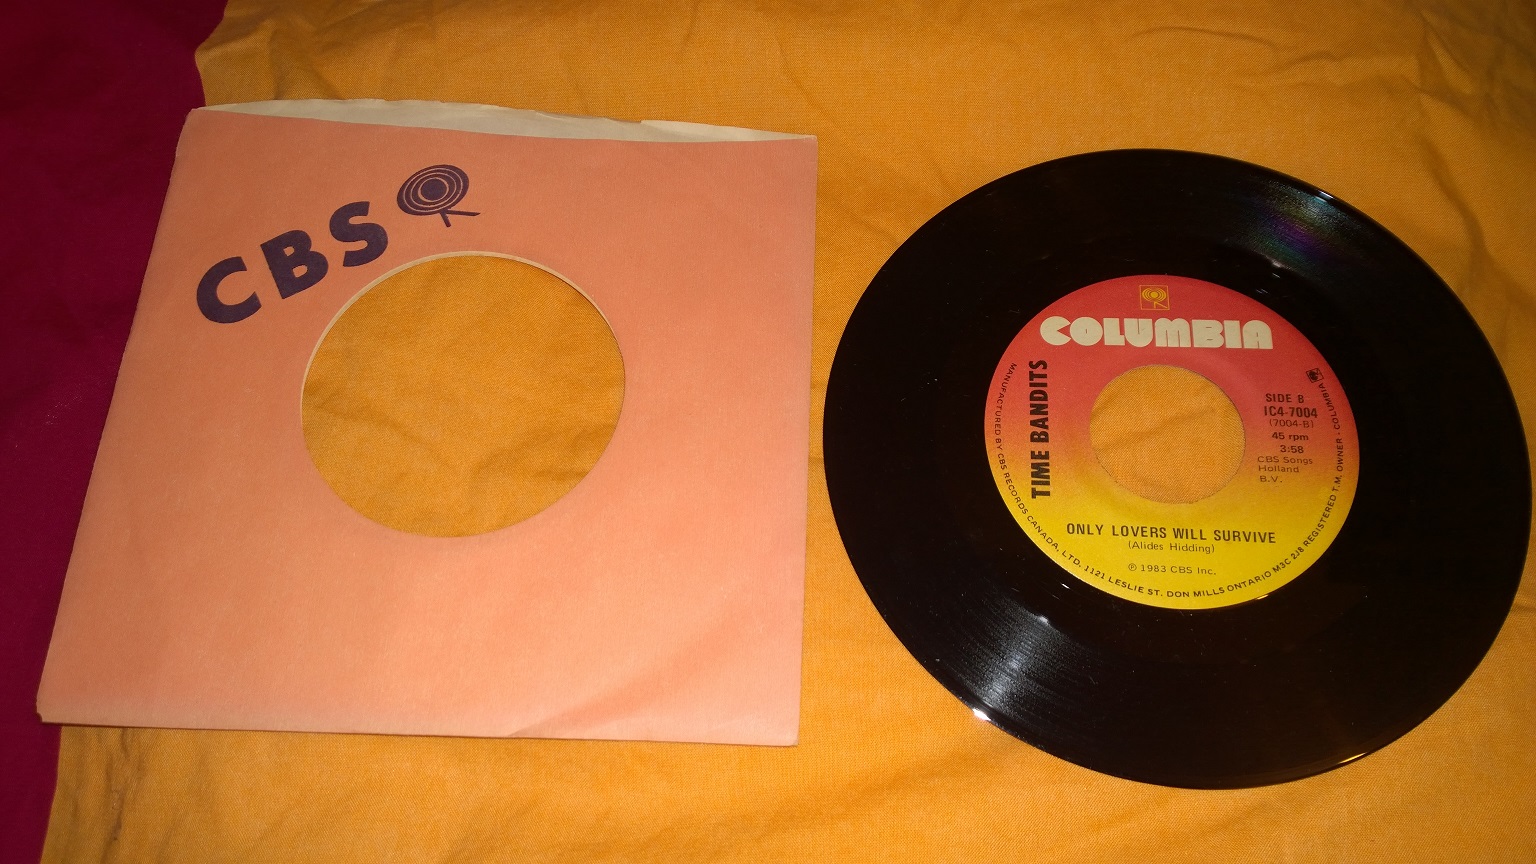 CBS
COLUMBIA
TIME BANDITS
SIDE B
IC4-7004
(7004-B)
45 rpm
3:58
CBS Songs
Holland
B.V.
ONLY LOVERS WILL SURVIVE
(Alides Hidding)
℗ 1983 CBS Inc.
MANUFACTURED BY CBS RECORDS CANADA, LTD. 1121 LESLIE ST. DON MILLS ONTARIO M3C 2J8 REGISTERED T.M. OWNER - COLUMBIA